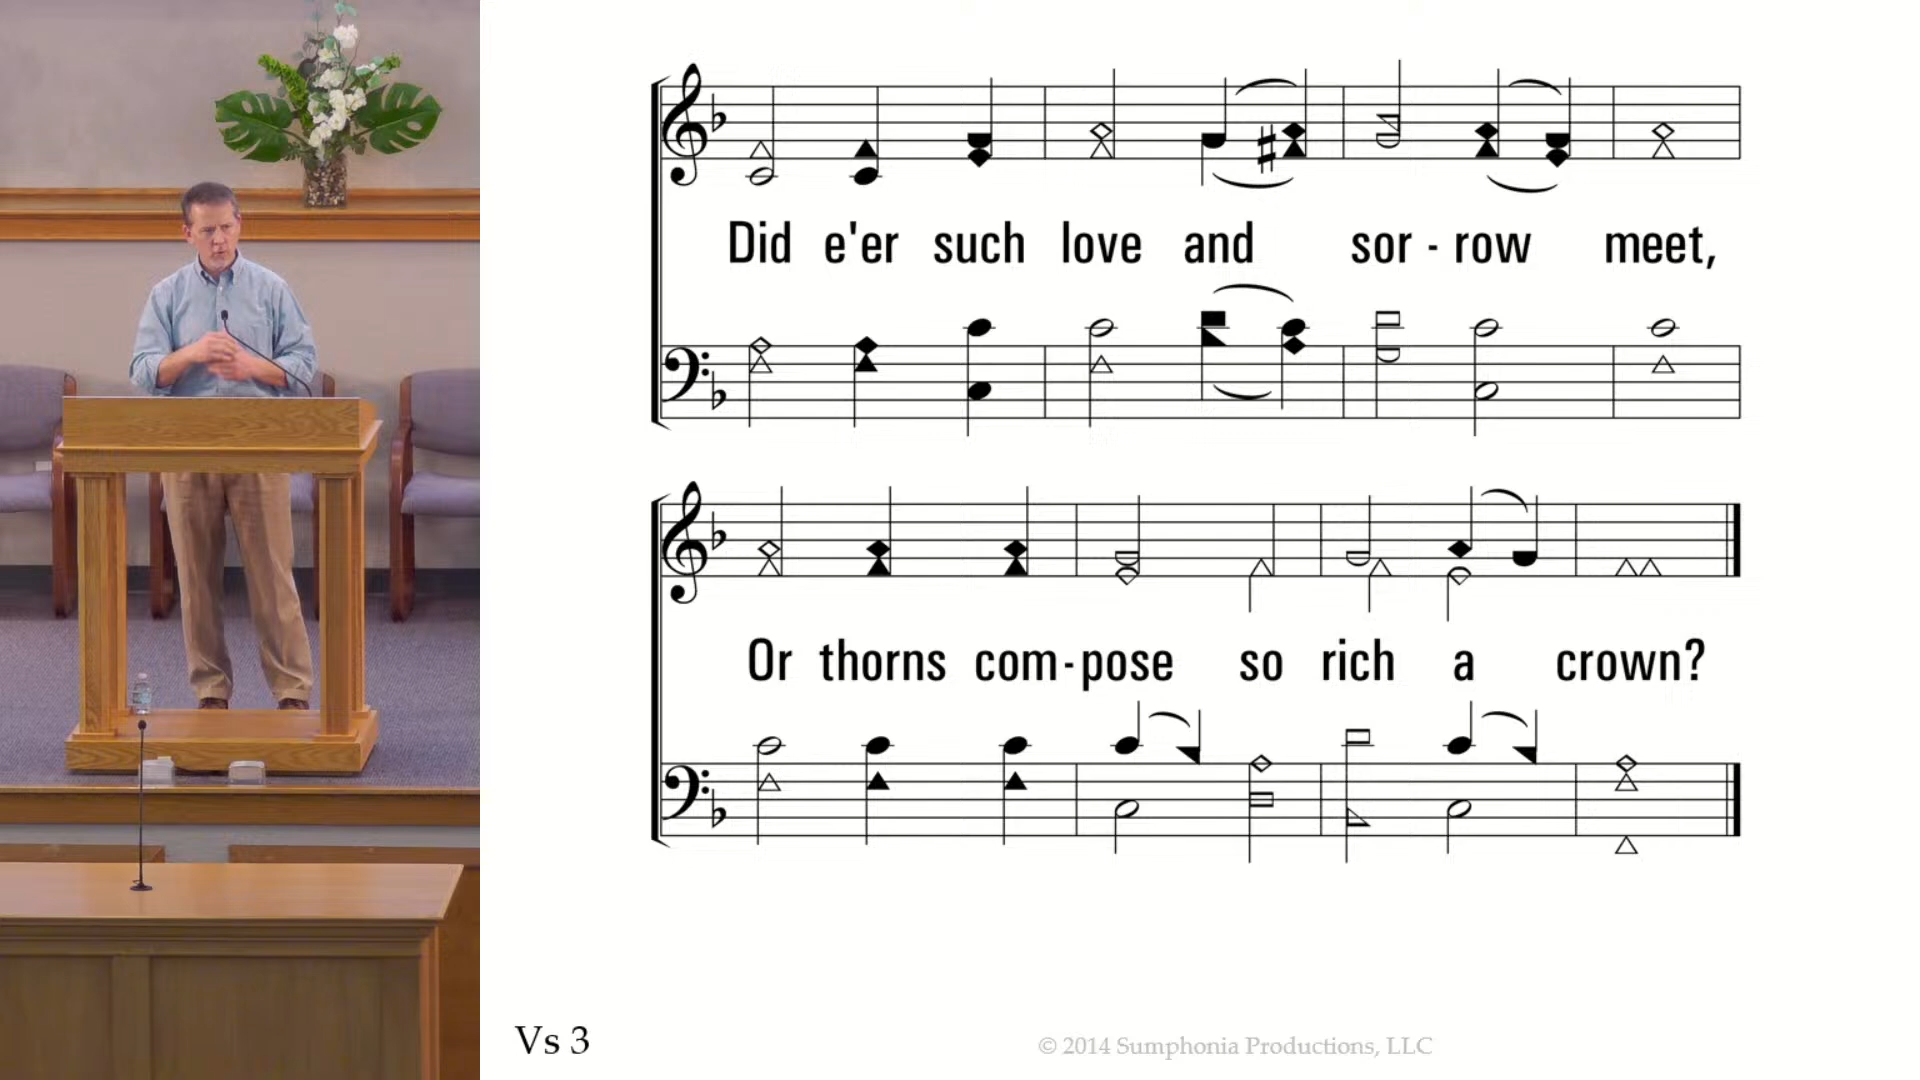 Did e'er such love and sor - row meet,
Or thorns com - pose so rich a crown?
Vs 3
© 2014 Sumphonia Productions, LLC